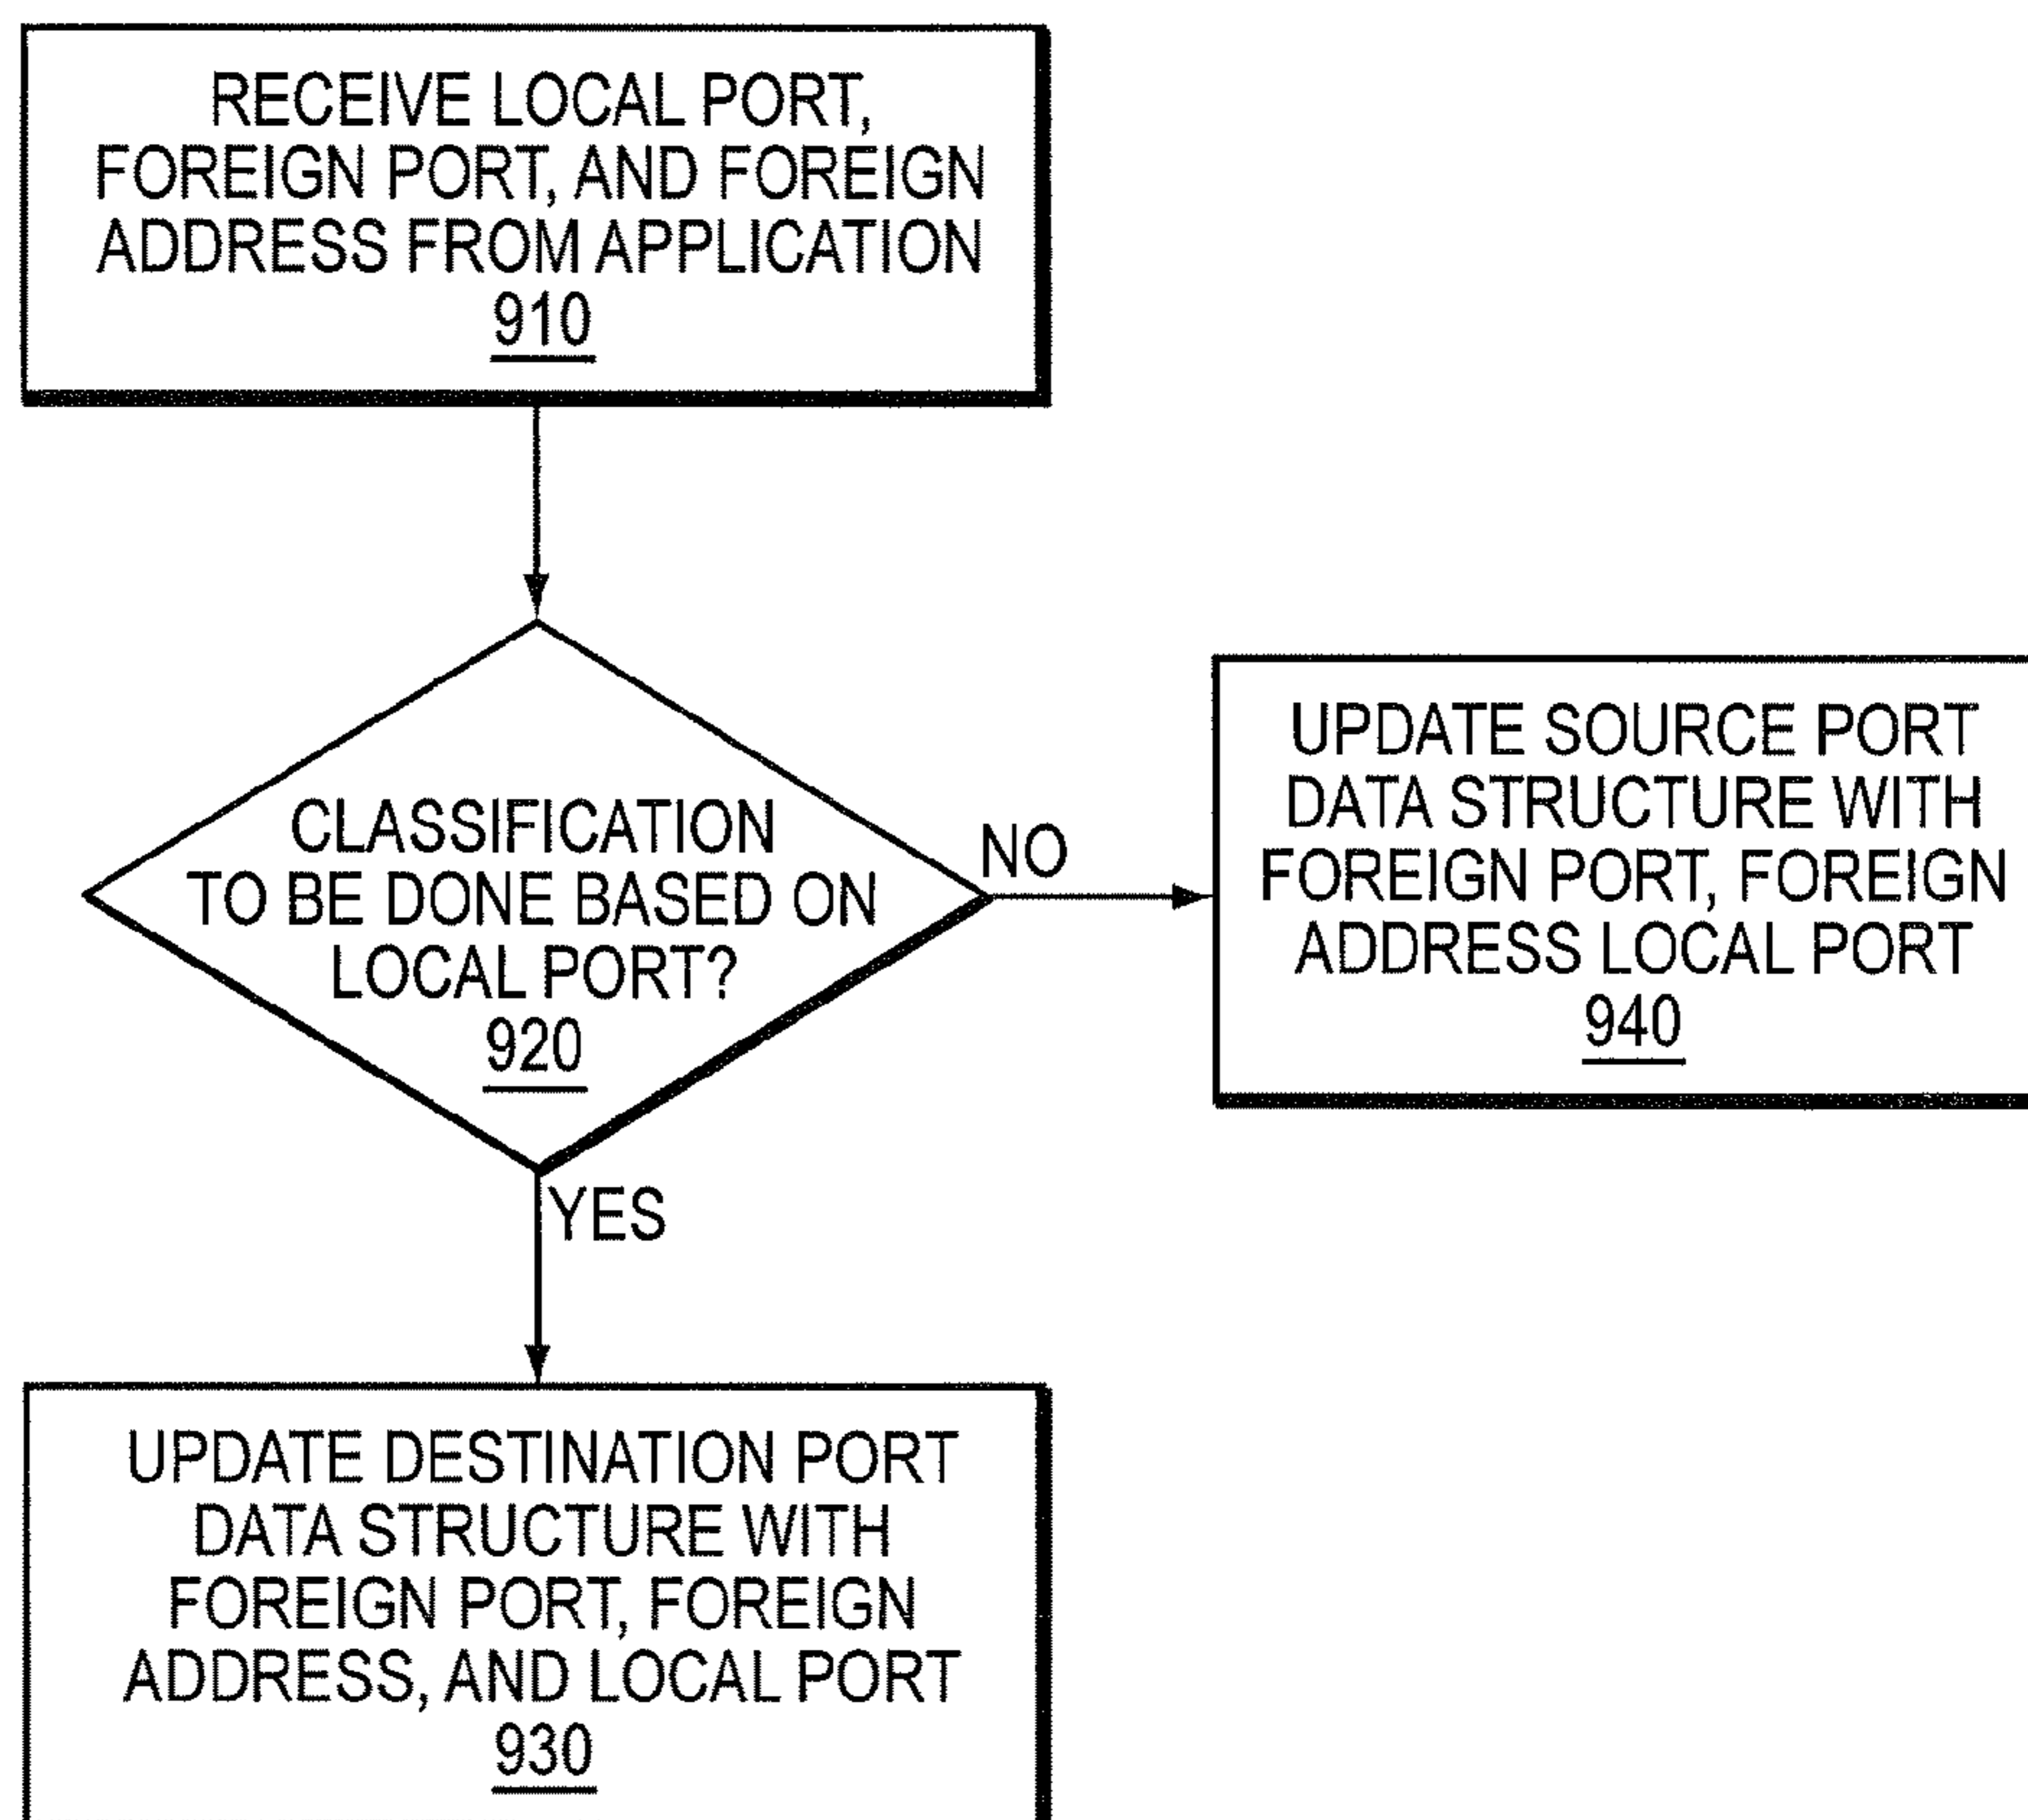 RECEIVE LOCAL PORT,
FOREIGN PORT, AND FOREIGN
ADDRESS FROM APPLICATION
910
CLASSIFICATION
TO BE DONE BASED ON
LOCAL PORT?
920
NO
UPDATE SOURCE PORT
DATA STRUCTURE WITH
FOREIGN PORT, FOREIGN
ADDRESS LOCAL PORT
940
YES
UPDATE DESTINATION PORT
DATA STRUCTURE WITH
FOREIGN PORT, FOREIGN
ADDRESS, AND LOCAL PORT
930